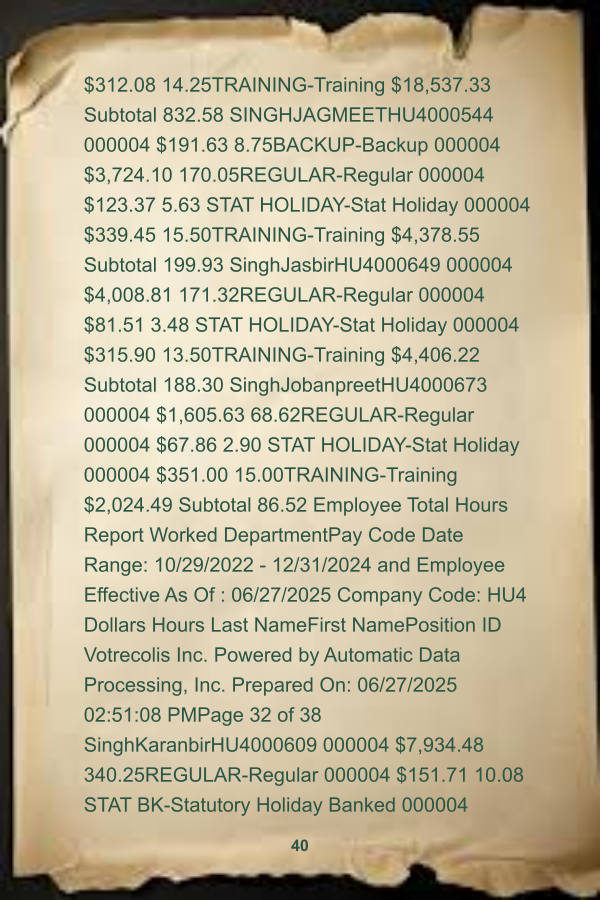 $312.08 14.25TRAINING-Training $18,537.33
Subtotal 832.58 SINGHJAGMEETHU4000544
000004 $191.63 8.75BACKUP-Backup 000004
$3,724.10 170.05REGULAR-Regular 000004
$123.37 5.63 STAT HOLIDAY-Stat Holiday 000004
$339.45 15.50TRAINING-Training $4,378.55
Subtotal 199.93 SinghJasbirHU4000649 000004
$4,008.81 171.32REGULAR-Regular 000004
$81.51 3.48 STAT HOLIDAY-Stat Holiday 000004
$315.90 13.50TRAINING-Training $4,406.22
Subtotal 188.30 SinghJobanpreetHU4000673
000004 $1,605.63 68.62REGULAR-Regular
000004 $67.86 2.90 STAT HOLIDAY-Stat Holiday
000004 $351.00 15.00TRAINING-Training
$2,024.49 Subtotal 86.52 Employee Total Hours
Report Worked DepartmentPay Code Date
Range: 10/29/2022 - 12/31/2024 and Employee
Effective As Of : 06/27/2025 Company Code: HU4
Dollars Hours Last NameFirst NamePosition ID
Votrecolis Inc. Powered by Automatic Data
Processing, Inc. Prepared On: 06/27/2025
02:51:08 PMPage 32 of 38
SinghKaranbirHU4000609 000004 $7,934.48
340.25REGULAR-Regular 000004 $151.71 10.08
STAT BK-Statutory Holiday Banked 000004
40